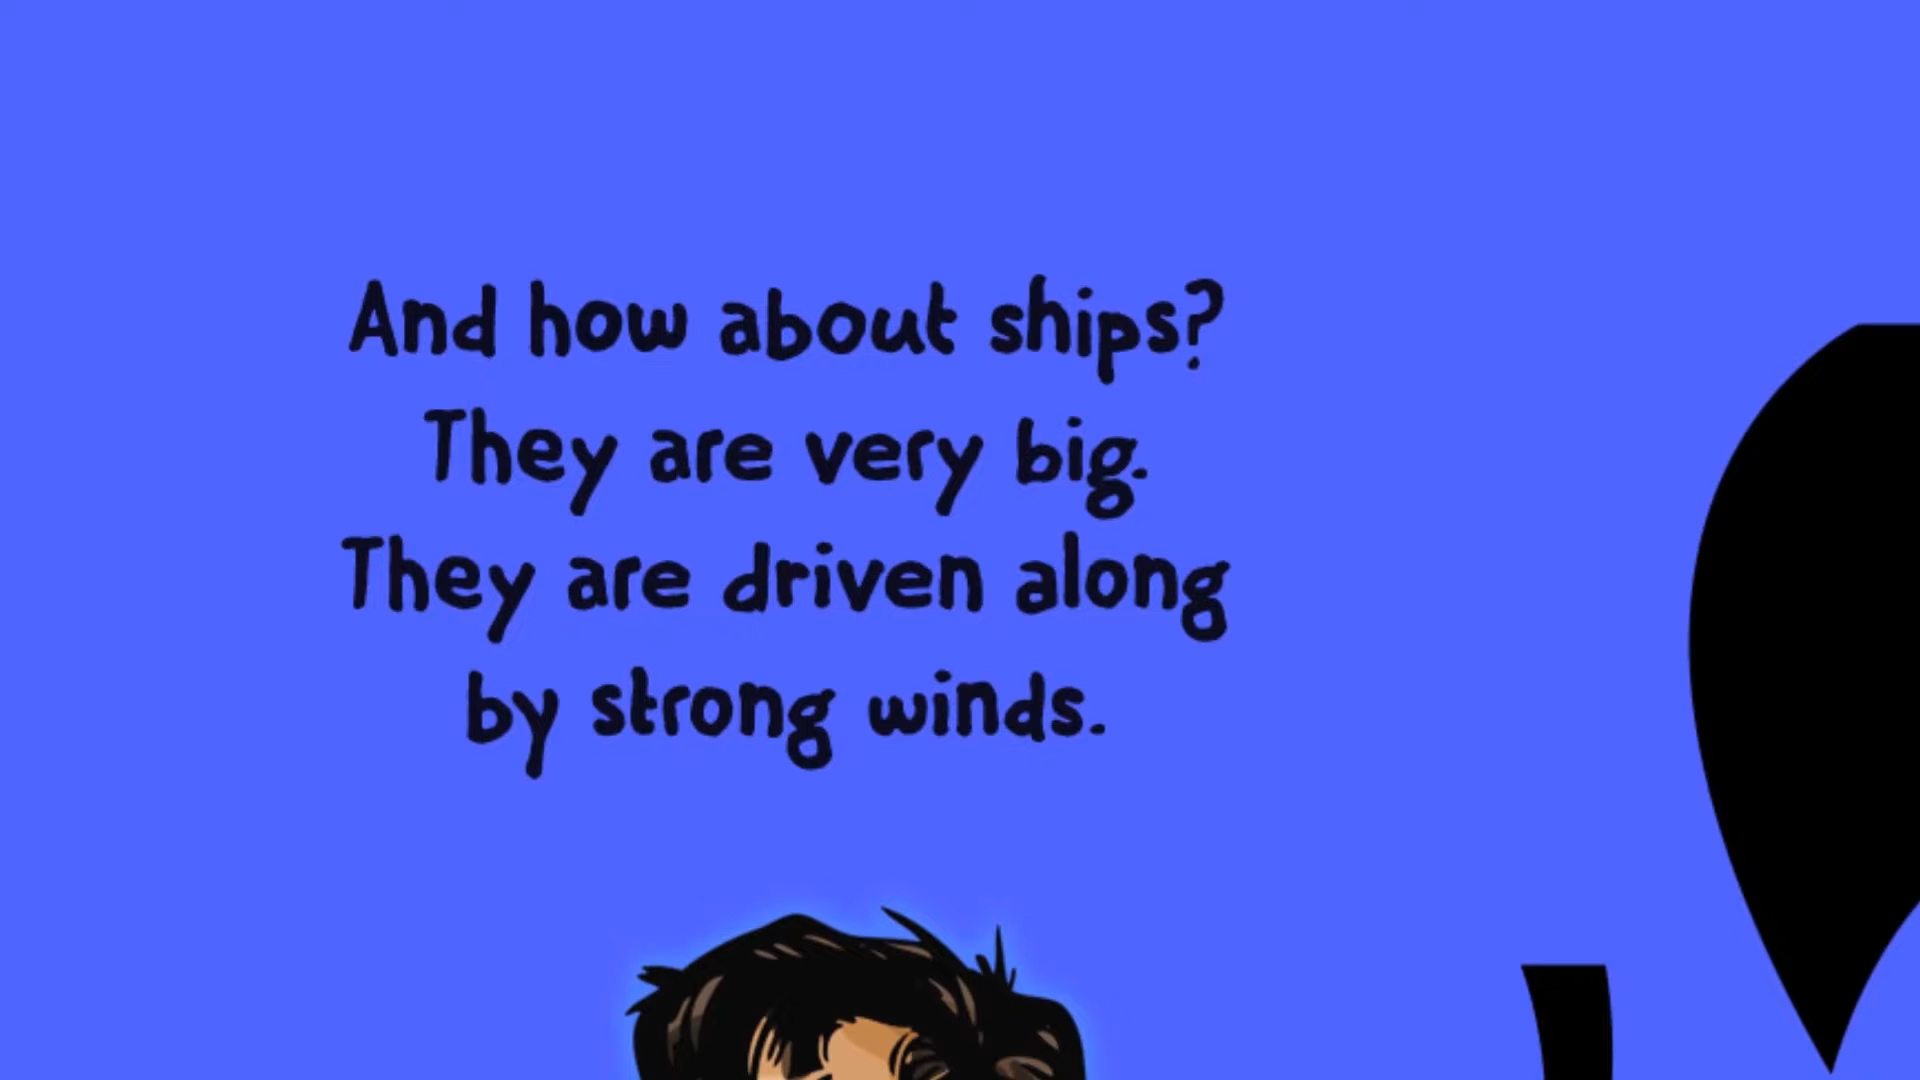 And how about ships?
They are very big.
They are driven along
by strong winds.